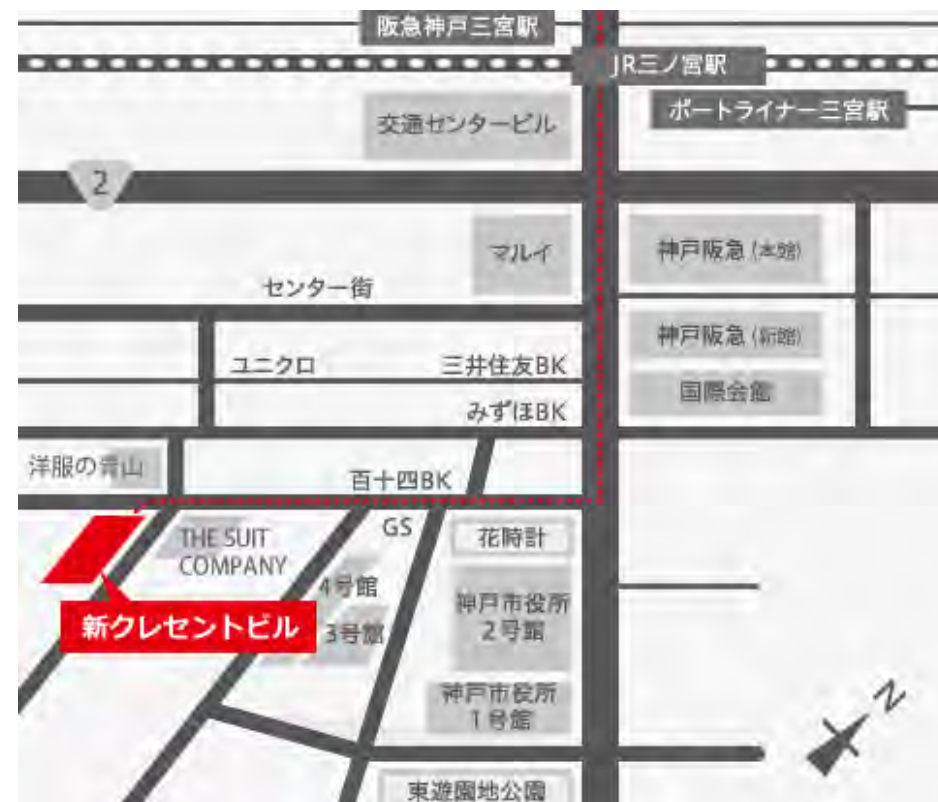 阪急神戸三宮駅
JR三ノ宮駅
ポートライナー三宮駅
交通センタービル
2
マルイ
神戸阪急(本館)
センター街
神戸阪急(新館)
ユニクロ
三井住友BK
国際会館
みずほBK
洋服の青山
百十四BK
THE SUIT
COMPANY
GS
花時計
4号館
神戸市役所
2号館
新クレセントビル
3号館
神戸市役所
1号館
N
東遊園地公園